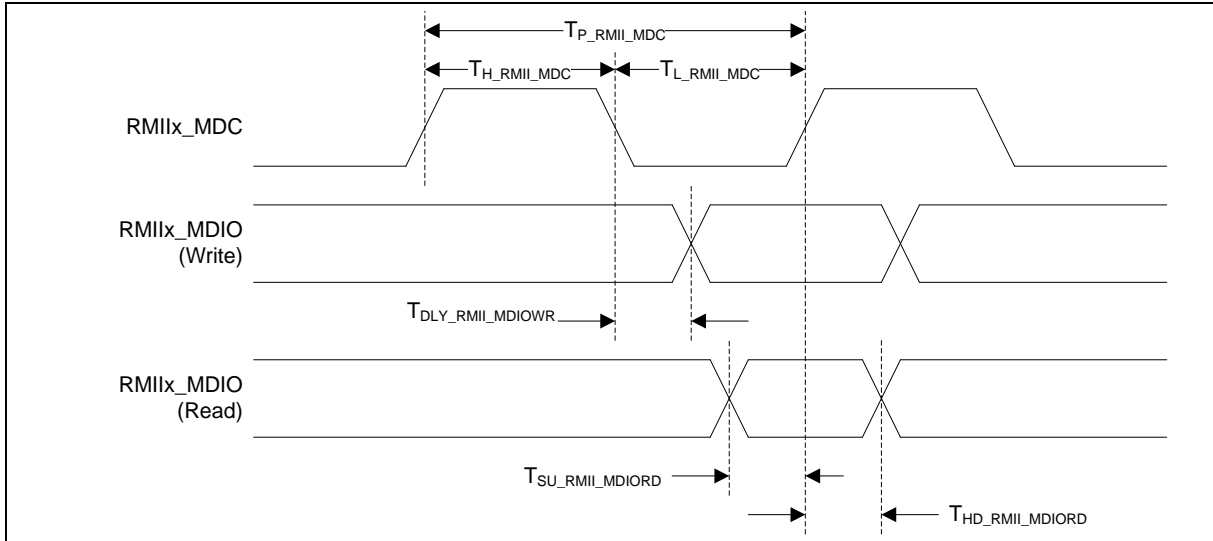 TP_RMII_MDC
TH_RMII_MDC TL_RMII_MDC
RMIIx_MDC
RMIIx_MDIO
(Write)
TDLY_RMII_MDIOWR
RMIIx_MDIO
(Read)
TSU_RMII_MDIORD
THD_RMII_MDIORD